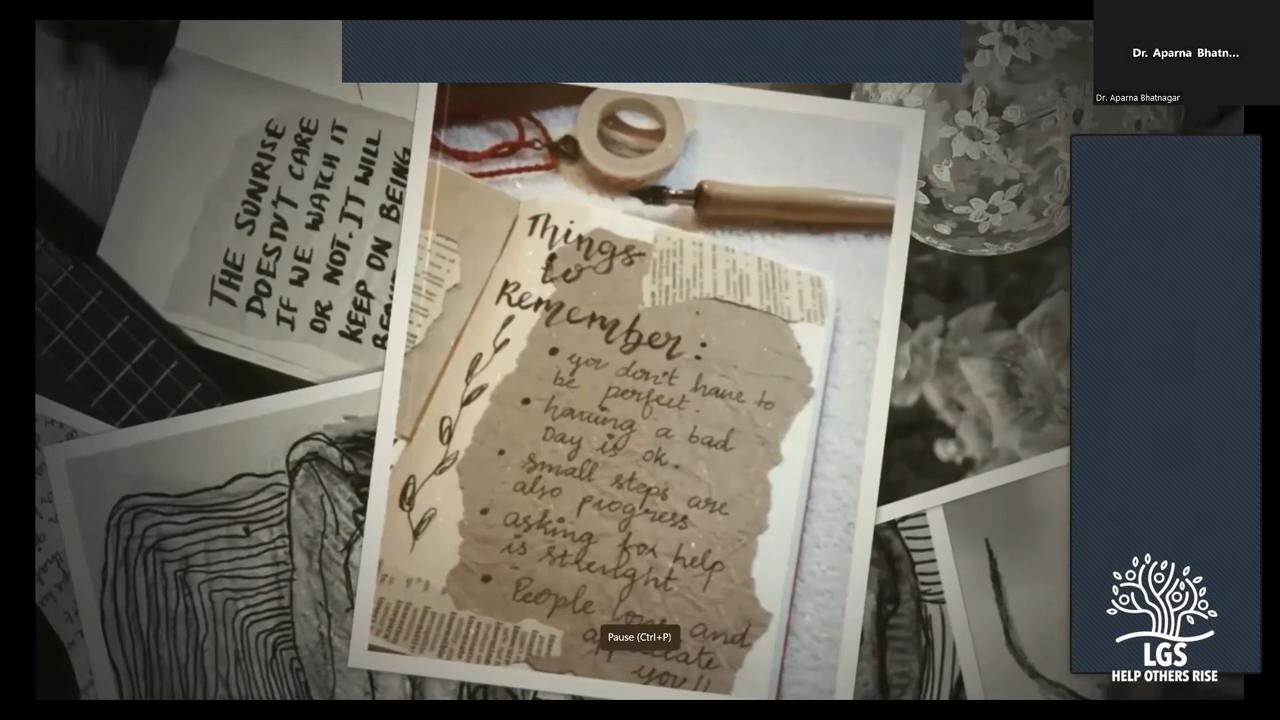 Dr. Aparna Bhatn...
Dr. Aparna Bhatnagar
THE SUNRISE
DOESN'T CARE
IF WE WATCH IT
OR NOT. IT WILL
KEEP ON BEING
Things
to
Remember:
• you don't have to
be perfect.
• having a bad
Day is ok.
• small steps are
also progress
• asking for help
is strenght
• People love and
you!!
Pause (Ctrl+P)
LGS
HELP OTHERS RISE